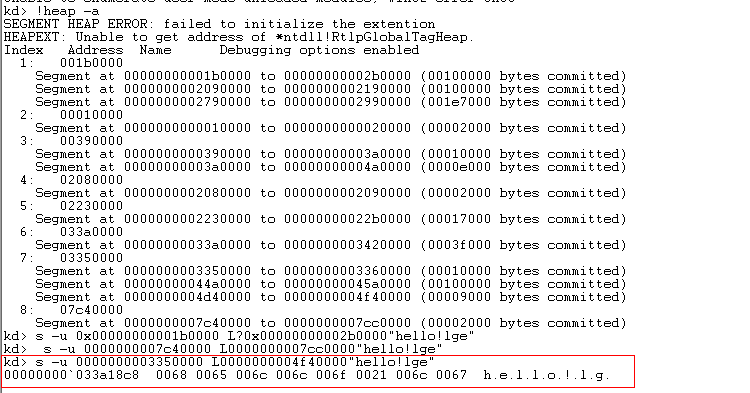 kd> !heap -a
SEGMENT HEAP ERROR: failed to initialize the extention
HEAPEXT: Unable to get address of *ntdll!RtlpGlobalTagHeap.
Index   Address  Name      Debugging options enabled
  1:   001b0000
    Segment at 00000000001b0000 to 00000000002b0000 (00100000 bytes committed)
    Segment at 0000000002090000 to 0000000002190000 (00100000 bytes committed)
    Segment at 0000000002790000 to 0000000002990000 (001e7000 bytes committed)
  2:   00010000
    Segment at 0000000000010000 to 0000000000020000 (00002000 bytes committed)
  3:   00390000
    Segment at 0000000000390000 to 00000000003a0000 (00010000 bytes committed)
    Segment at 00000000003a0000 to 00000000004a0000 (0000e000 bytes committed)
  4:   02080000
    Segment at 0000000002080000 to 0000000002090000 (00002000 bytes committed)
  5:   02230000
    Segment at 0000000002230000 to 00000000022b0000 (00017000 bytes committed)
  6:   033a0000
    Segment at 00000000033a0000 to 0000000003420000 (0003f000 bytes committed)
  7:   03350000
    Segment at 0000000003350000 to 0000000003360000 (00010000 bytes committed)
    Segment at 00000000044a0000 to 00000000045a0000 (00100000 bytes committed)
    Segment at 0000000004d40000 to 0000000004f40000 (00009000 bytes committed)
  8:   07c40000
    Segment at 0000000007c40000 to 0000000007cc0000 (00002000 bytes committed)
kd> s -u 0x00000000001b0000 L?0x00000000002b0000"hello!lge"
kd>  s -u 0000000007c40000 L0000000007cc0000"hello!lge"
kd> s -u 0000000003350000 L0000000004f40000"hello!lge"
00000000`033a18c8  0068 0065 006c 006c 006f 0021 006c 0067  h.e.l.l.o.!.l.g.